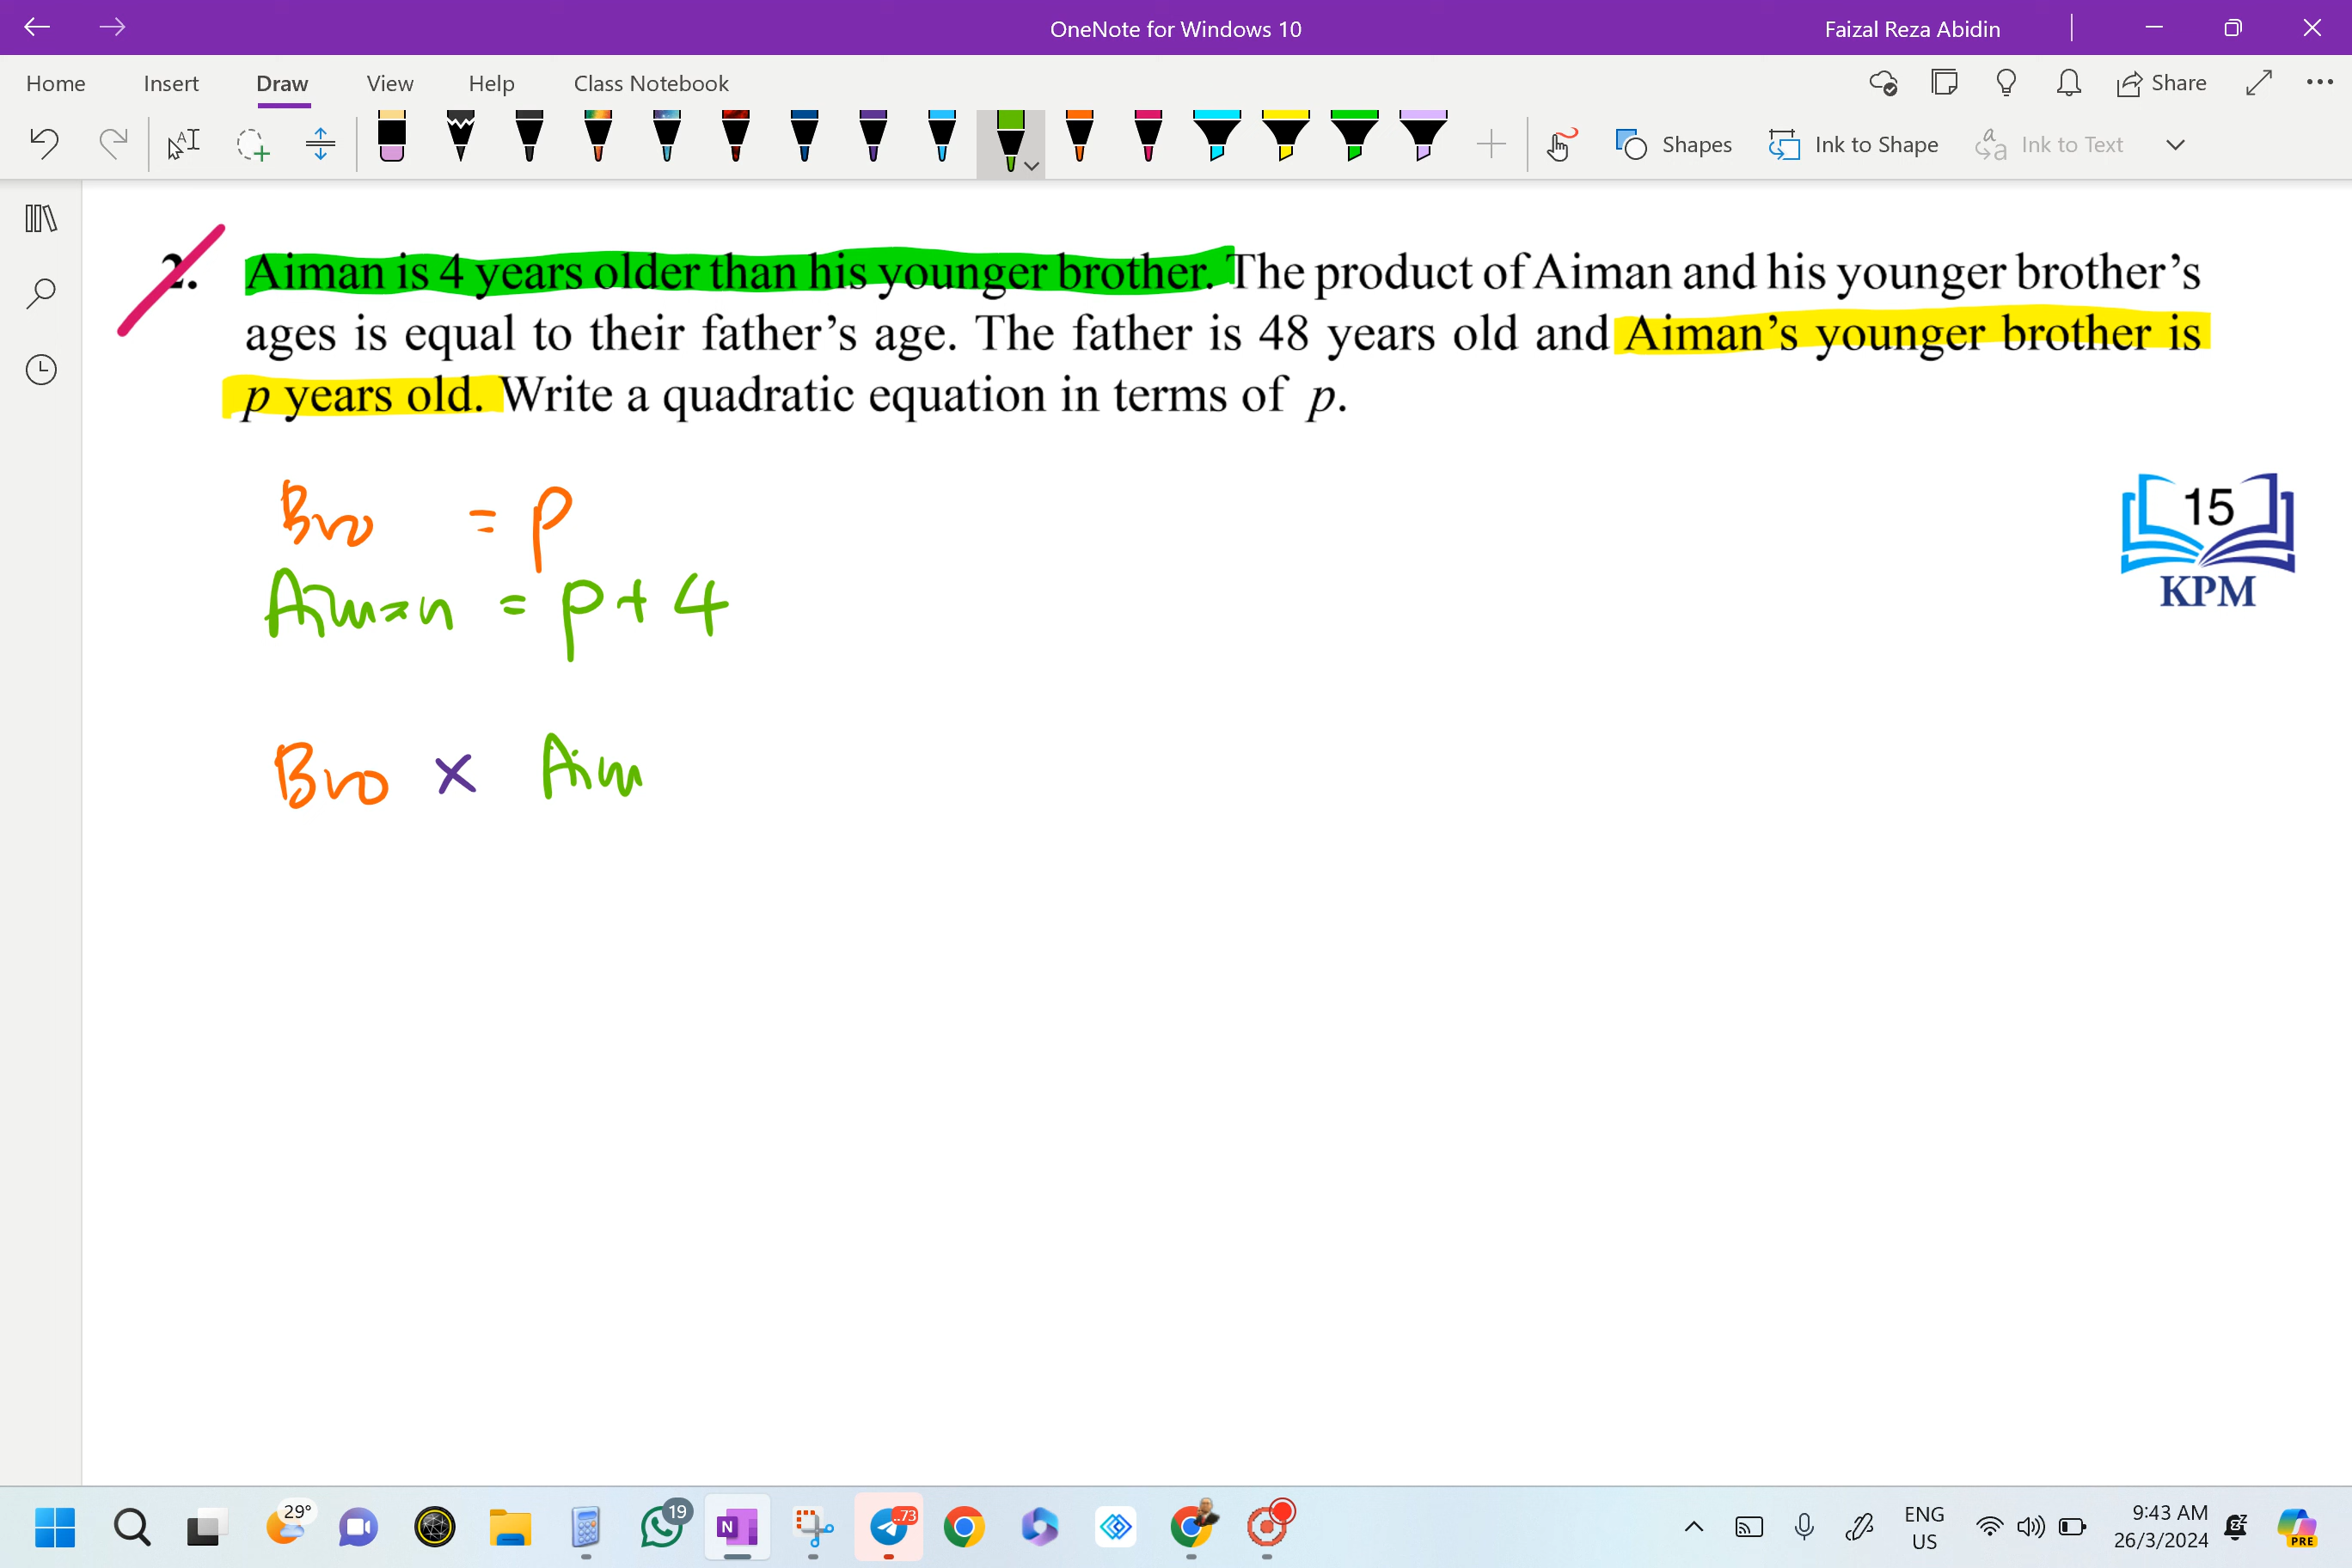 OneNote for Windows 10
Faizal Reza Abidin
Home Insert Draw View Help Class Notebook
Share
Shapes Ink to Shape Ink to Text
2. Aiman is 4 years older than his younger brother. The product of Aiman and his younger brother’s
ages is equal to their father’s age. The father is 48 years old and Aiman’s younger brother is
p years old. Write a quadratic equation in terms of p.
15
KPM
Bro = p
Aiman = p + 4
Bro × Aim
29°
19
..73
ENG
US
9:43 AM
26/3/2024
PRE